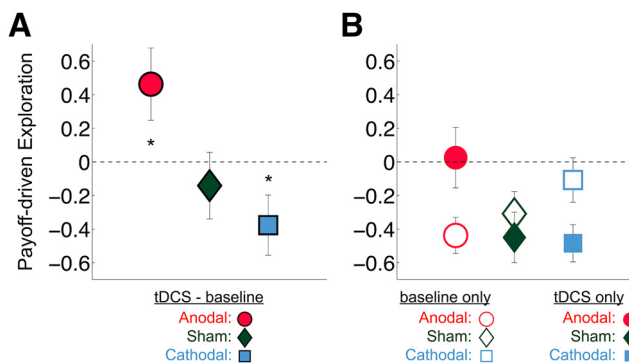 A
B
Payoff-driven Exploration
0.6
0.4
0.2
0
−0.2
−0.4
−0.6
*
*
0.6
0.4
0.2
0
−0.2
−0.4
−0.6
tDCS - baseline
Anodal:
Sham:
Cathodal:
baseline only
Anodal:
Sham:
Cathodal:
tDCS only
Anodal:
Sham:
Cathodal: